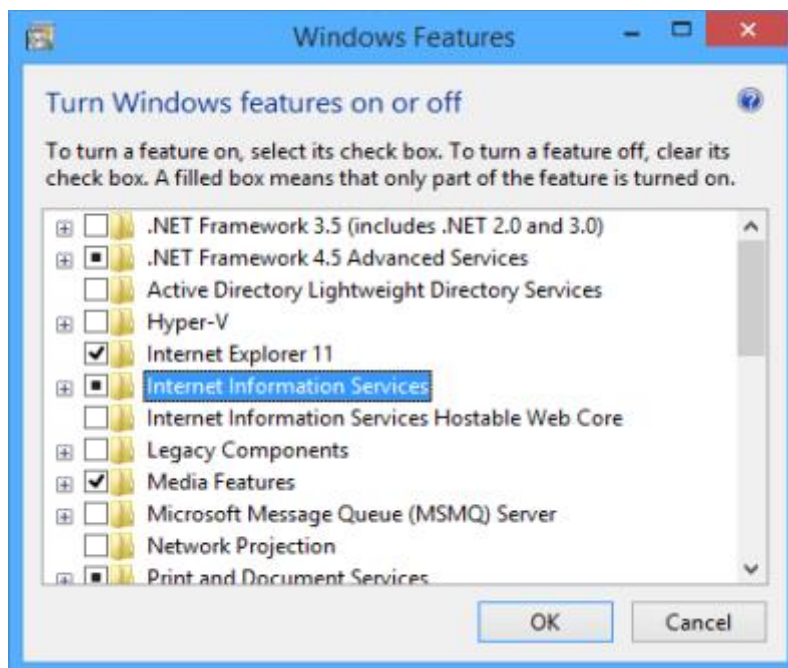 Windows Features
Turn Windows features on or off
To turn a feature on, select its check box. To turn a feature off, clear its
check box. A filled box means that only part of the feature is turned on.
.NET Framework 3.5 (includes .NET 2.0 and 3.0)
.NET Framework 4.5 Advanced Services
Active Directory Lightweight Directory Services
Hyper-V
Internet Explorer 11
Internet Information Services
Internet Information Services Hostable Web Core
Legacy Components
Media Features
Microsoft Message Queue (MSMQ) Server
Network Projection
Print and Document Services
OK Cancel